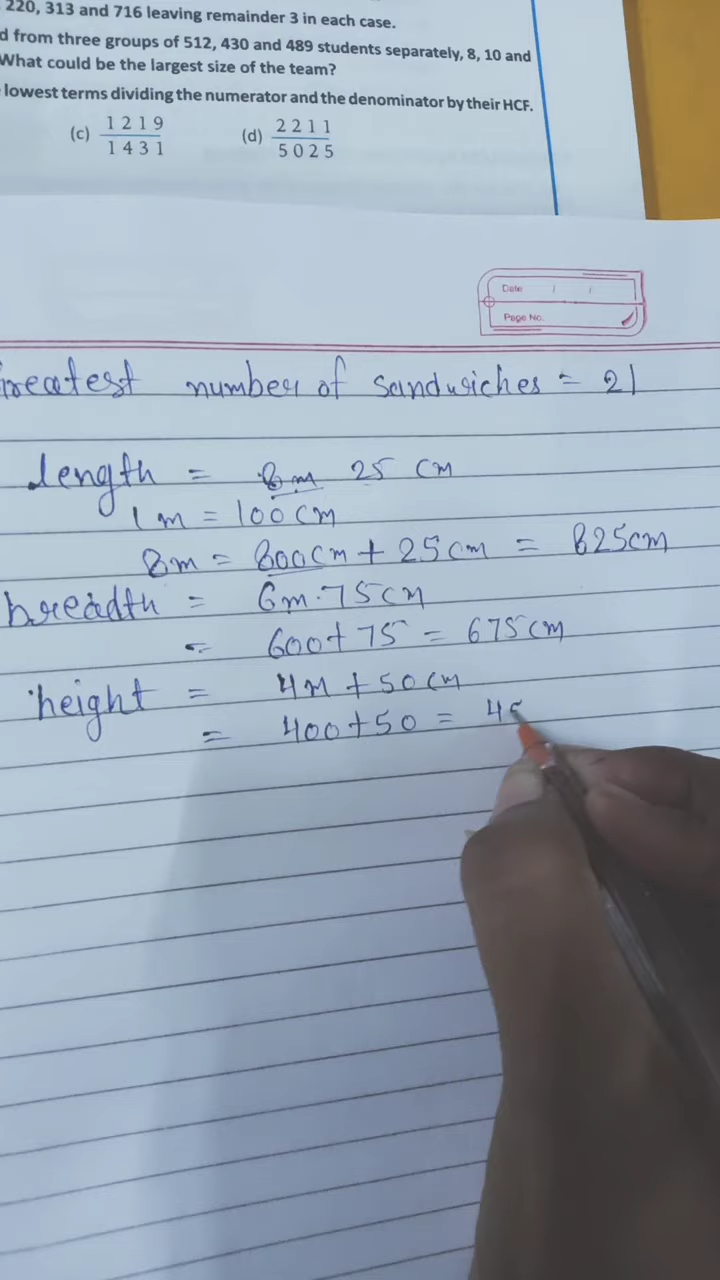 220, 313 and 716 leaving remainder 3 in each case.
d from three groups of 512, 430 and 489 students separately, 8, 10 and
What could be the largest size of the team?
lowest terms dividing the numerator and the denominator by their HCF.
(c) 1219/1431 (d) 2211/5025
Date / /
Page No.
Greatest number of sandwiches = 21
length = 8m 25 cm
1 m = 100 cm
8m = 800cm + 25cm = 825cm
breadth = 6m.75cm
= 600+75 = 675cm
height = 4m + 50 cm
= 400+50 = 45